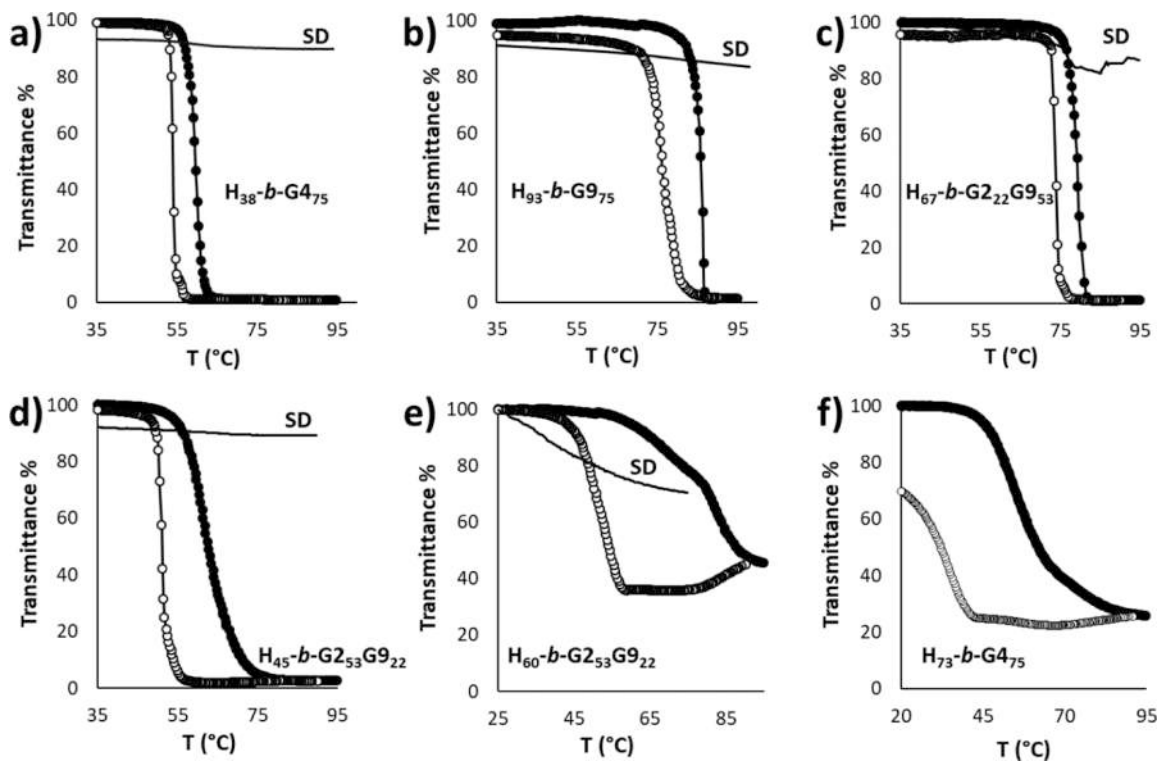 a)
100
80
60
40
20
0
Transmittance %
SD
H38-b-G475
35 55 75 95
T (°C)
b)
100
80
60
40
20
0
Transmittance %
SD
H93-b-G975
35 55 75 95
T (°C)
c)
100
80
60
40
20
0
Transmittance %
SD
H67-b-G222G953
35 55 75 95
T (°C)
d)
100
80
60
40
20
0
Transmittance %
SD
H45-b-G253G922
35 55 75 95
T (°C)
e)
100
80
60
40
20
0
Transmittance %
SD
H60-b-G253G922
25 45 65 85
T (°C)
f)
100
80
60
40
20
0
Transmittance %
H73-b-G475
20 45 70 95
T (°C)